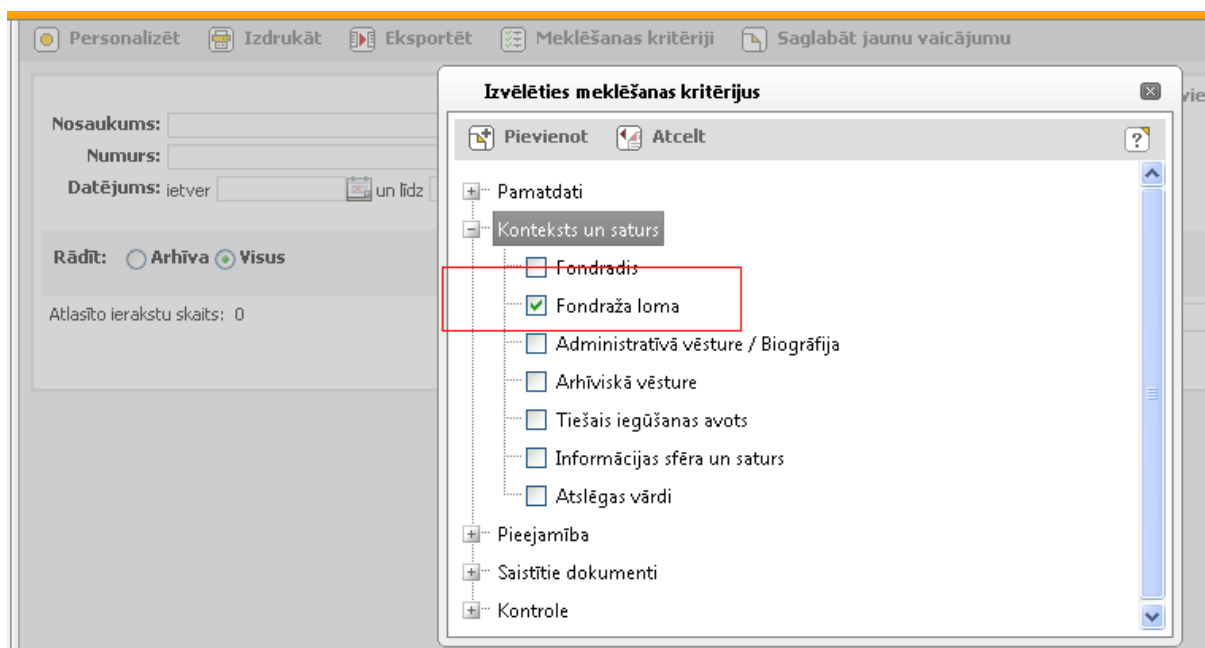 Personalizēt Izdrukāt Eksportēt Meklēšanas kritēriji Saglabāt jaunu vaicājumu
Nosaukums:
Numurs:
Datējums: ietver un līdz
Rādīt: Arhīva Visus
Atlasīto ierakstu skaits: 0
Izvēlēties meklēšanas kritērijus
Pievienot Atcelt
Pamatdati
Konteksts un saturs
Fondradis
Fondraža loma
Administratīvā vēsture / Biogrāfija
Arhīviskā vēsture
Tiešais iegūšanas avots
Informācijas sfēra un saturs
Atslēgas vārdi
Pieejamība
Saistītie dokumenti
Kontrole